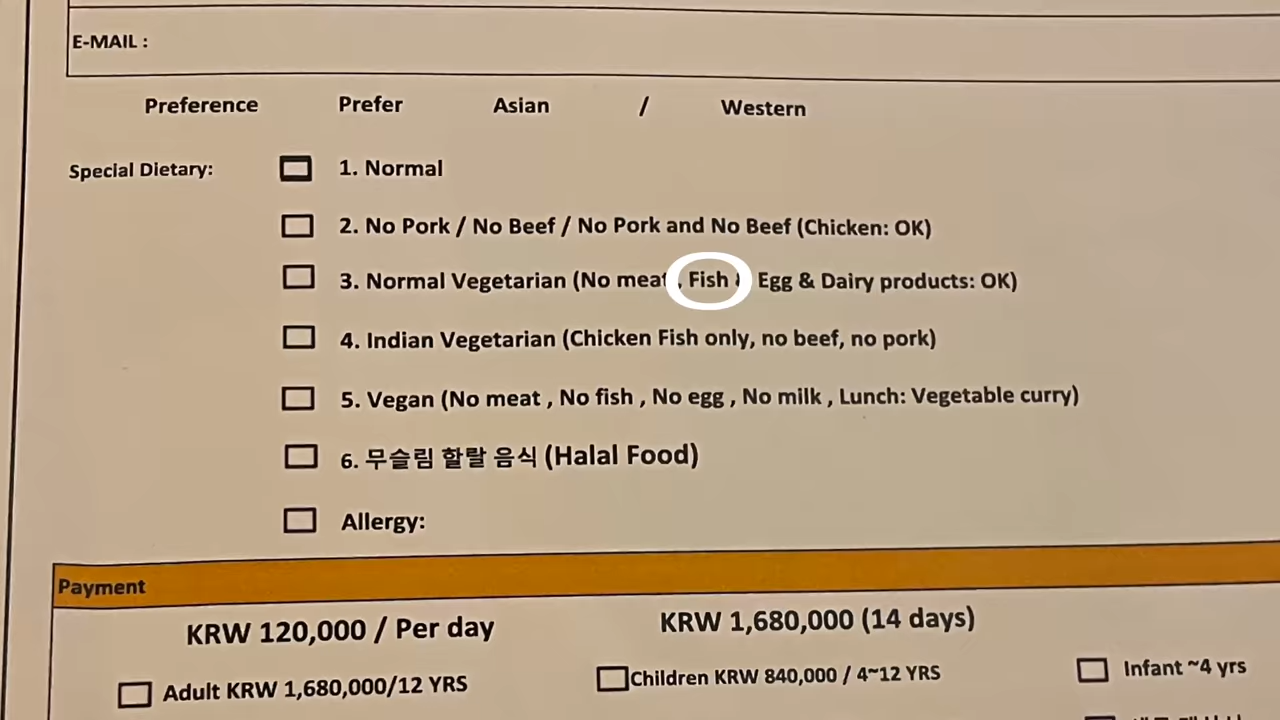 E-MAIL :
Preference Prefer Asian / Western
Special Dietary: 1. Normal
2. No Pork / No Beef / No Pork and No Beef (Chicken: OK)
3. Normal Vegetarian (No meat , Fish & Egg & Dairy products: OK)
4. Indian Vegetarian (Chicken Fish only, no beef, no pork)
5. Vegan (No meat , No fish , No egg , No milk , Lunch: Vegetable curry)
6. 무슬림 할랄 음식 (Halal Food)
Allergy:
Payment
KRW 120,000 / Per day KRW 1,680,000 (14 days)
Adult KRW 1,680,000/12 YRS Children KRW 840,000 / 4~12 YRS Infant ~4 yrs